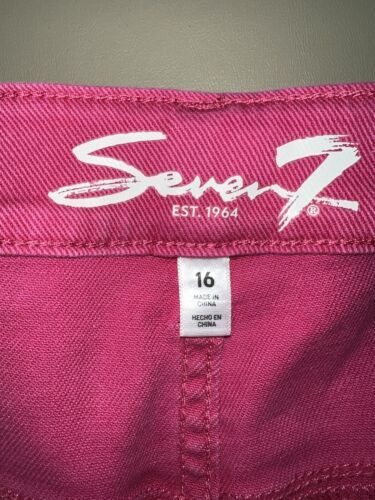 Seven7®
EST. 1964
16
MADE IN
CHINA
HECHO EN
CHINA